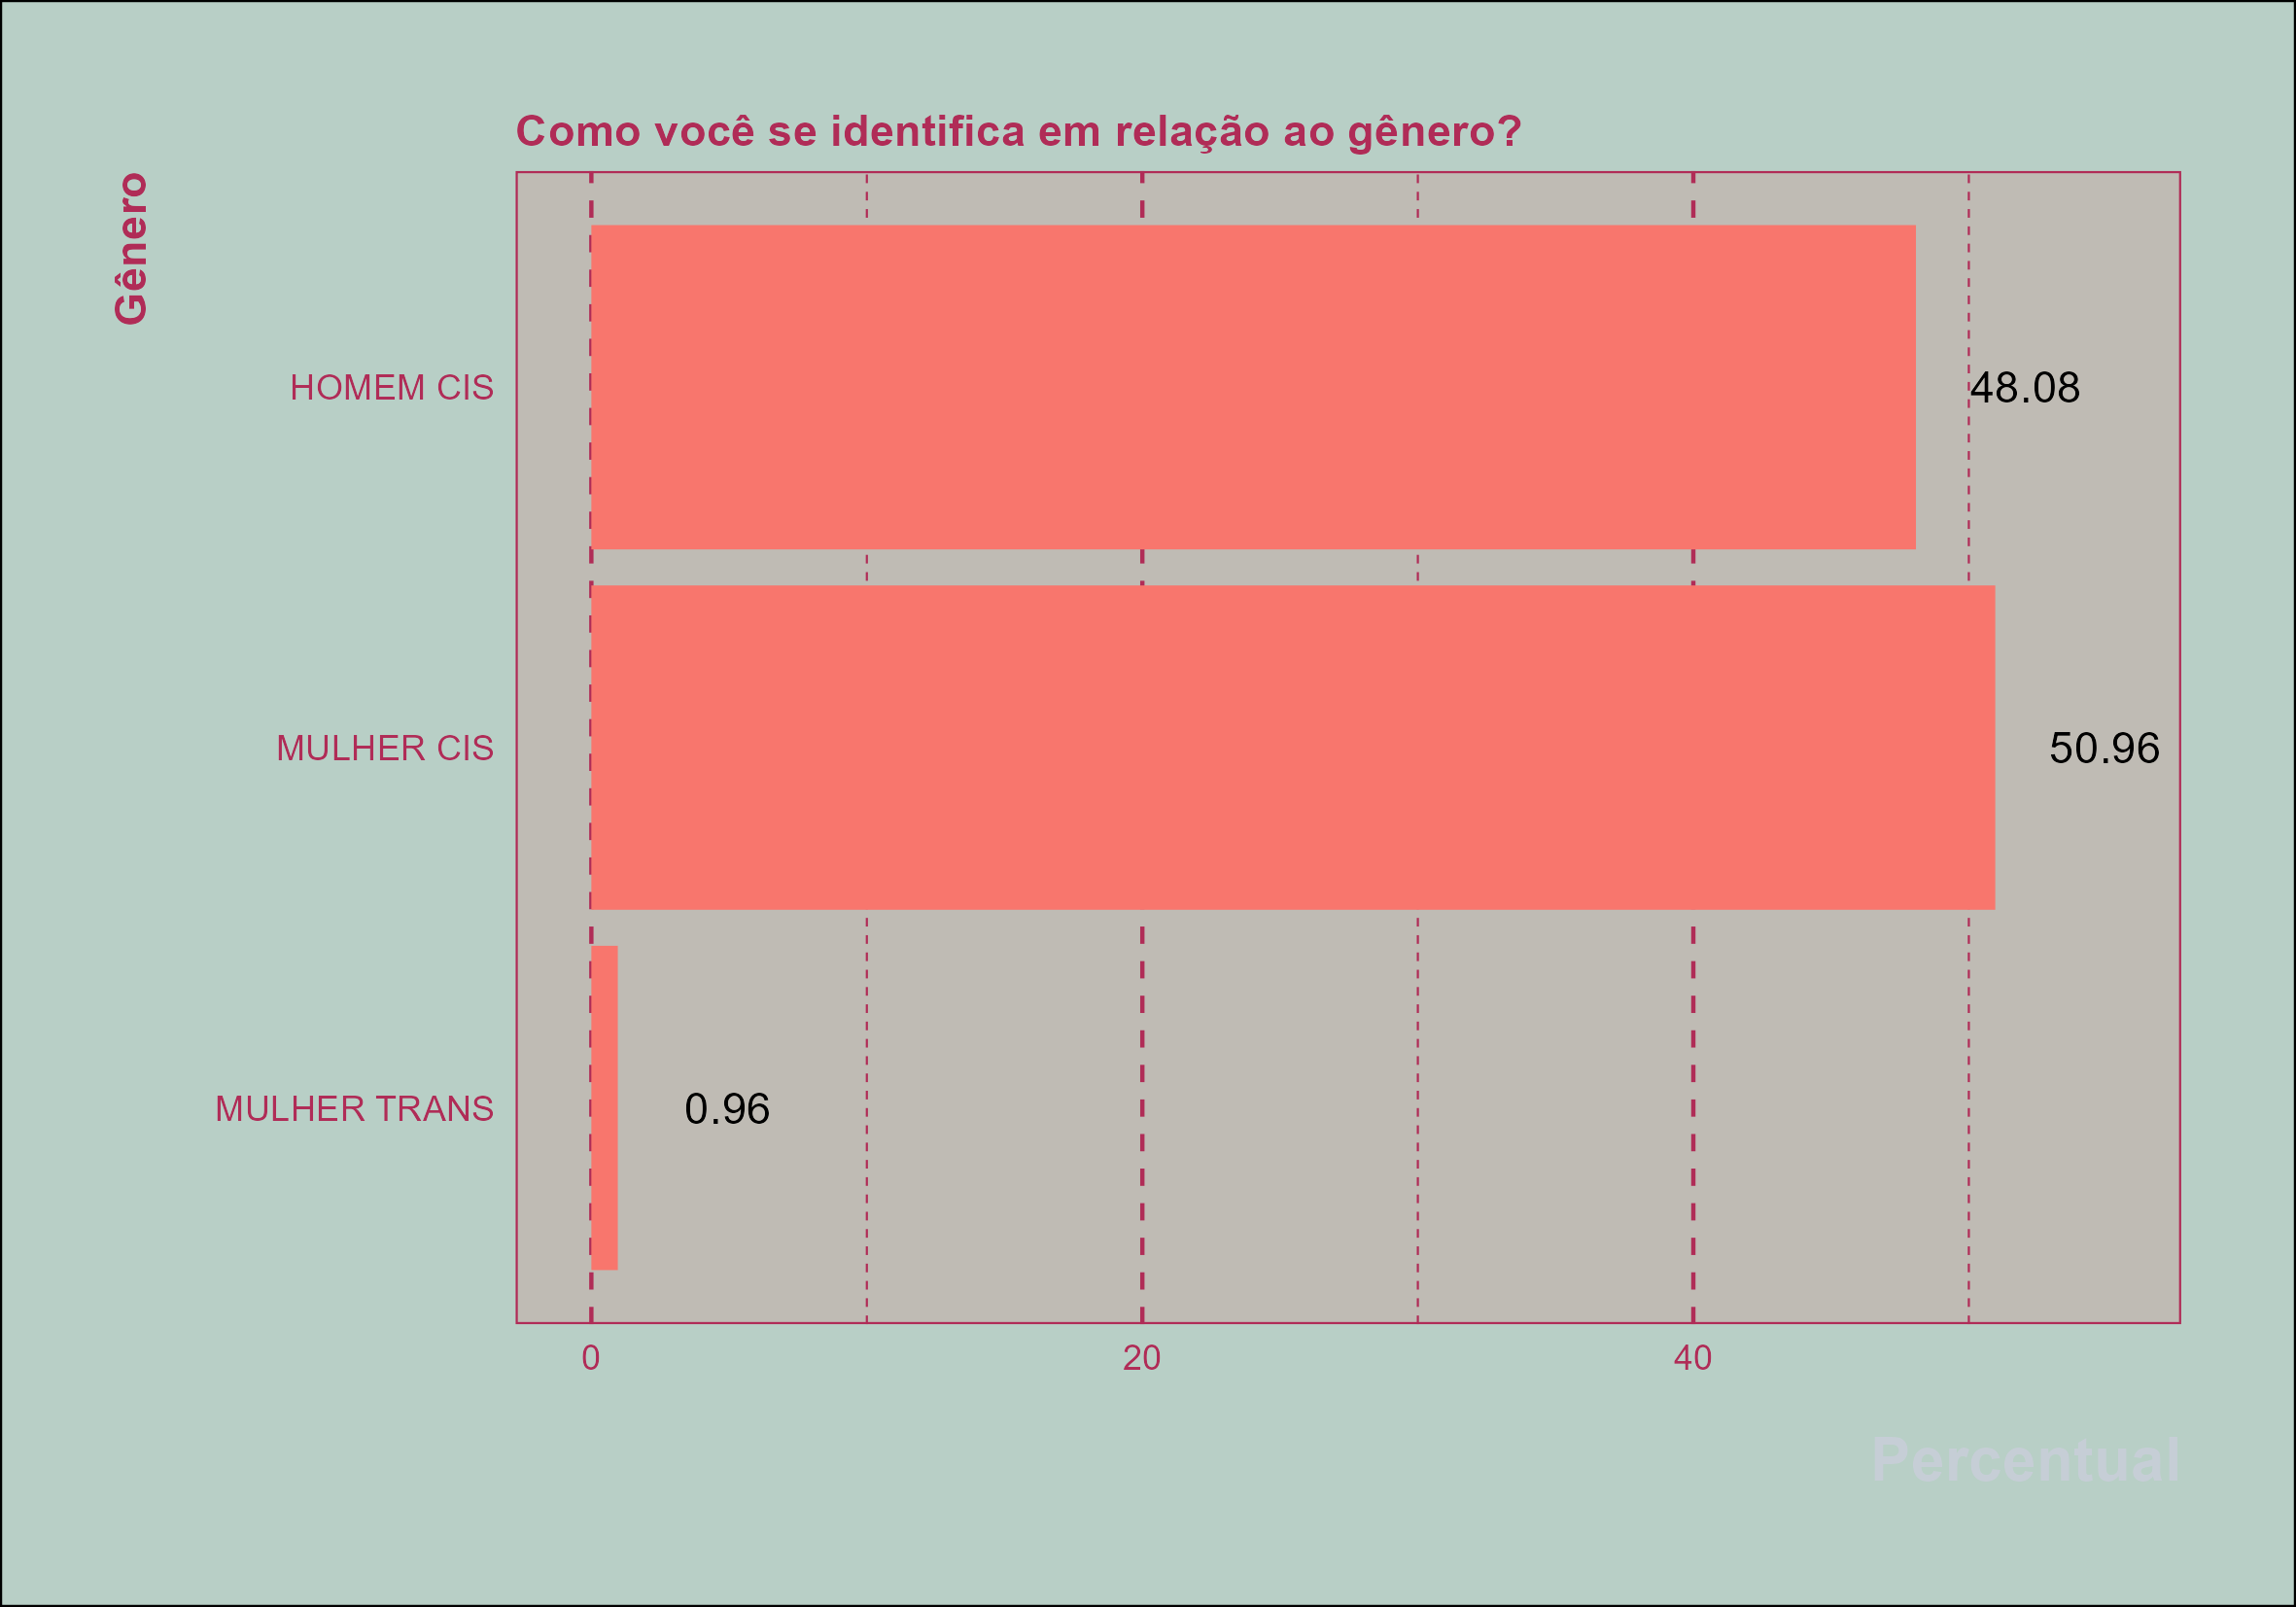 Como você se identifica em relação ao gênero?
Gênero
HOMEM CIS
48.08
MULHER CIS
50.96
MULHER TRANS
0.96
0
20
40
Percentual